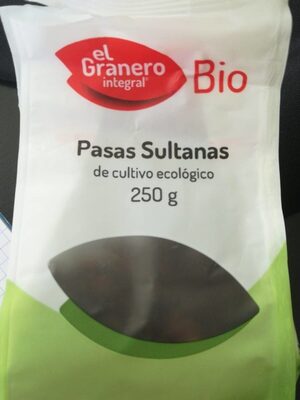 el
Granero
integral®
Bio
Pasas Sultanas
de cultivo ecológico
250 g